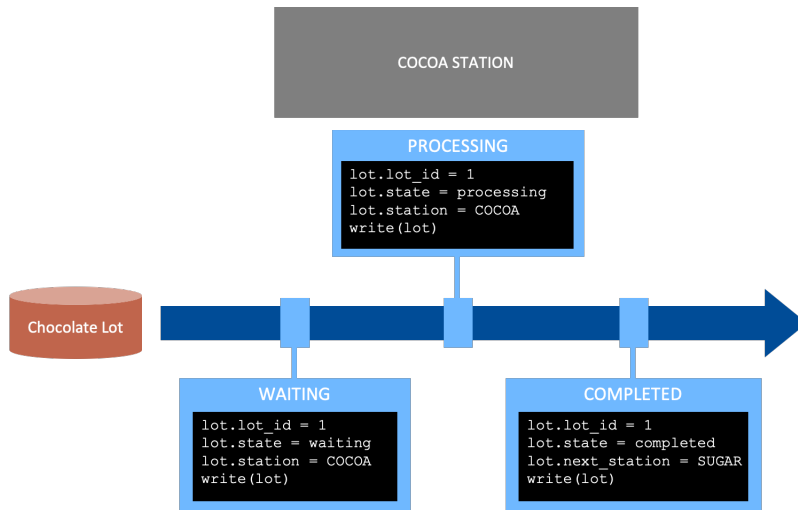 COCOA STATION
PROCESSING
lot.lot_id = 1
lot.state = processing
lot.station = COCOA
write(lot)
Chocolate Lot
WAITING
lot.lot_id = 1
lot.state = waiting
lot.station = COCOA
write(lot)
COMPLETED
lot.lot_id = 1
lot.state = completed
lot.next_station = SUGAR
write(lot)